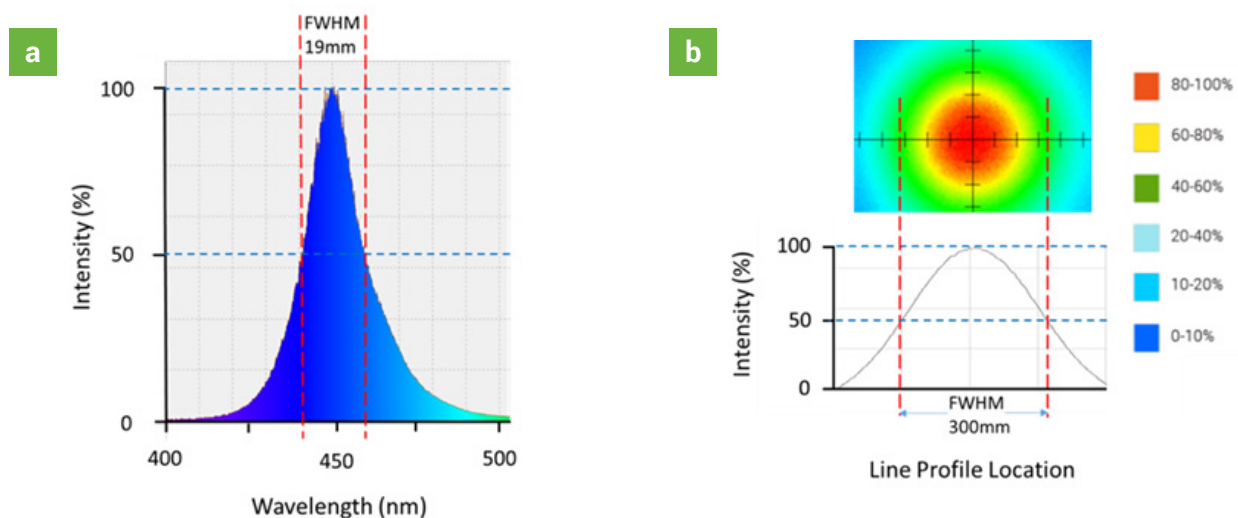 a
FWHM
19mm
100
50
0
Intensity (%)
400
450
500
Wavelength (nm)
b
80-100%
60-80%
40-60%
20-40%
10-20%
0-10%
100
50
0
Intensity (%)
FWHM
300mm
Line Profile Location